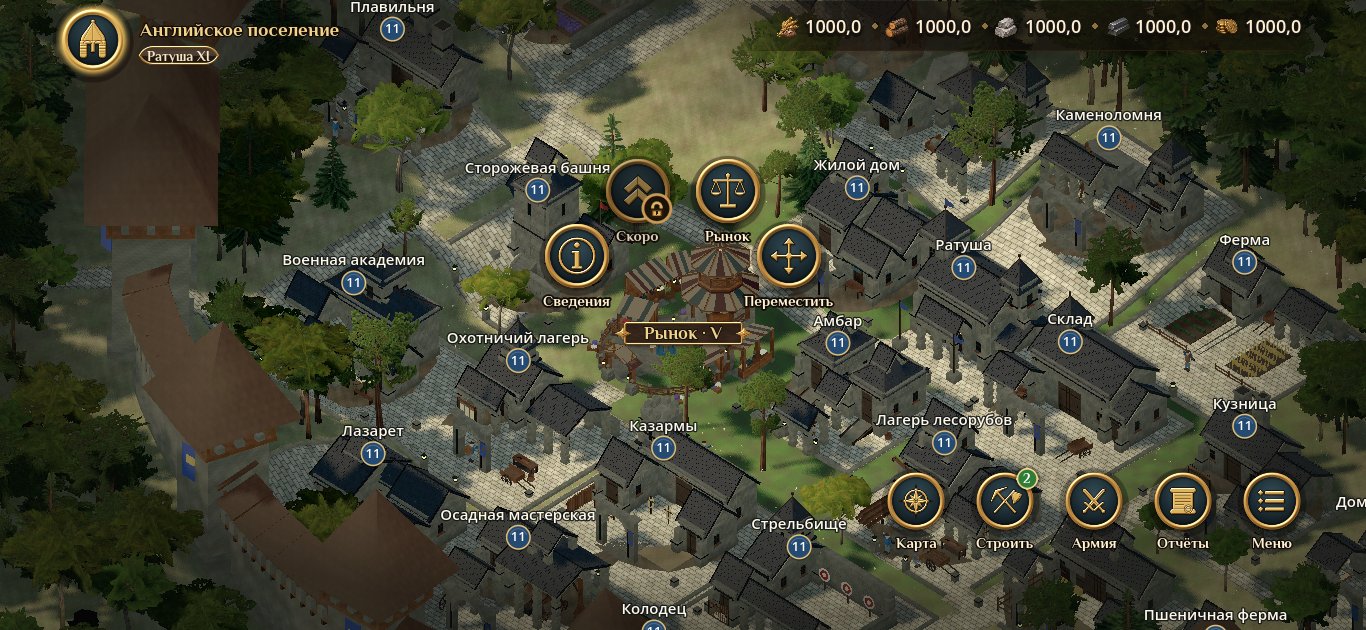 Плавильня
11
Английское поселение
Ратуша XI
1000,0
1000,0
1000,0
1000,0
1000,0
Каменоломня
11
Сторожевая башня
11
Жилой дом
11
Скоро
Рынок
Военная академия
11
Ратуша
11
Ферма
11
Сведения
Переместить
Рынок · V
Амбар
11
Склад
11
Охотничий лагерь
11
Лазарет
11
Казармы
11
Лагерь лесорубов
11
Кузница
11
2
Осадная мастерская
11
Стрельбище
11
Карта
Строить
Армия
Отчёты
Меню
Дом
Колодец
11
Пшеничная ферма